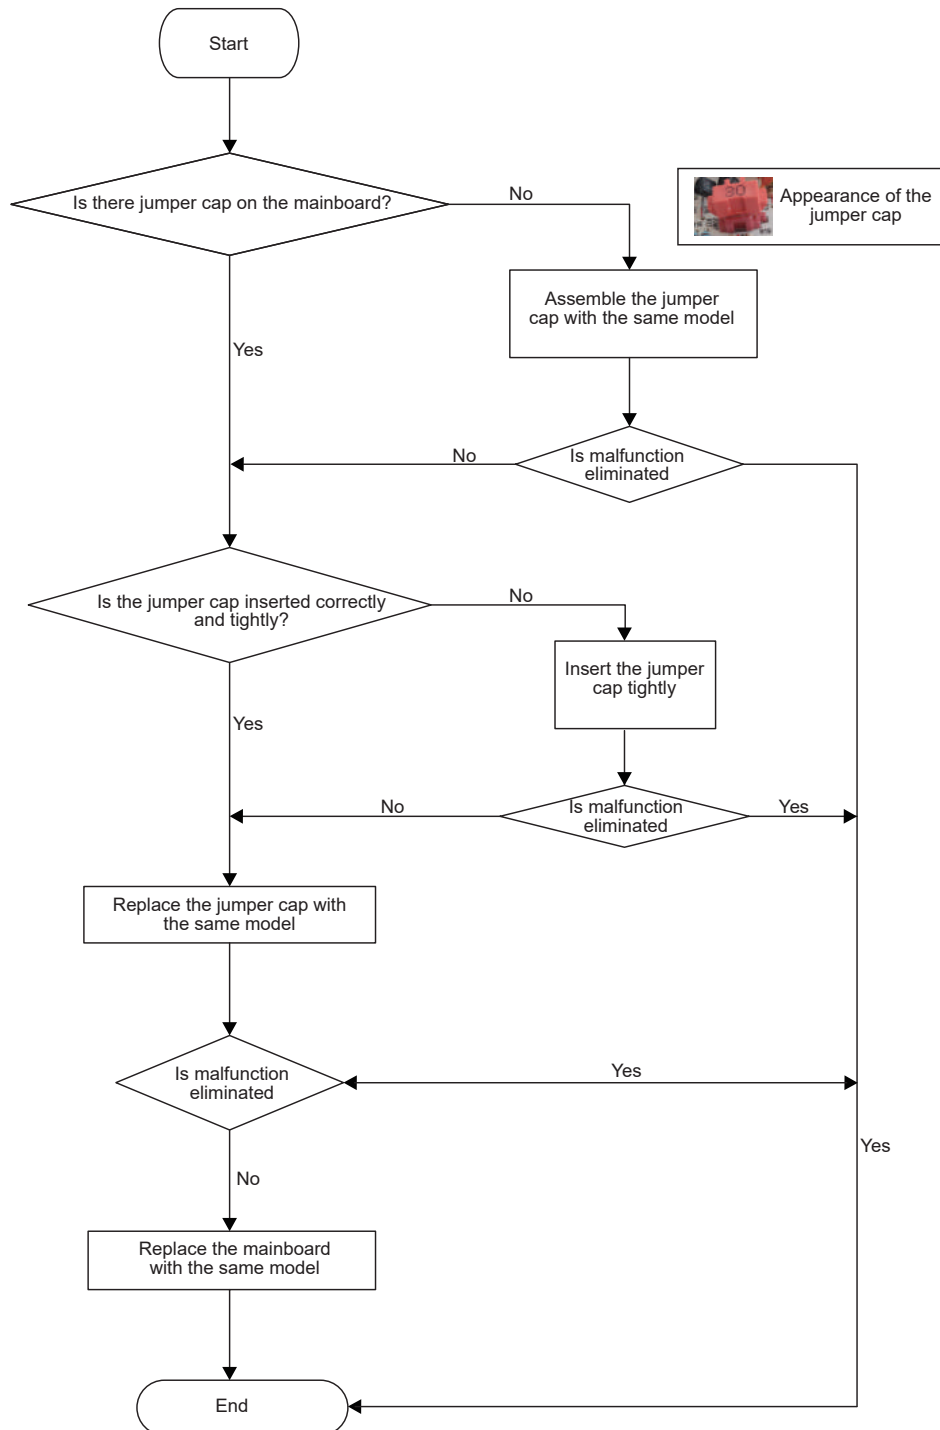 Start
Is there jumper cap on the mainboard?
No
30
Appearance of the
jumper cap
Assemble the jumper
cap with the same model
Yes
Is malfunction
eliminated
No
Is the jumper cap inserted correctly
and tightly?
No
Insert the jumper
cap tightly
Yes
Is malfunction
eliminated
No
Yes
Replace the jumper cap with
the same model
Is malfunction
eliminated
Yes
Yes
No
Replace the mainboard
with the same model
End